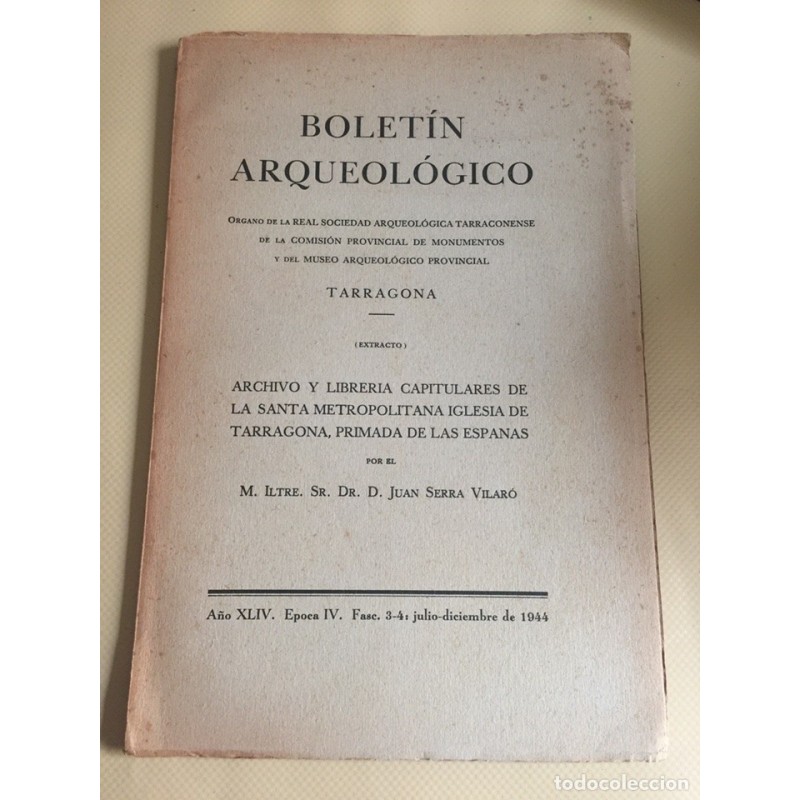 BOLETÍN
ARQUEOLÓGICO
ORGANO DE LA REAL SOCIEDAD ARQUEOLÓGICA TARRACONENSE
DE LA COMISIÓN PROVINCIAL DE MONUMENTOS
Y DEL MUSEO ARQUEOLÓGICO PROVINCIAL
TARRAGONA
(EXTRACTO)
ARCHIVO Y LIBRERIA CAPITULARES DE
LA SANTA METROPOLITANA IGLESIA DE
TARRAGONA, PRIMADA DE LAS ESPANAS
POR EL
M. ILTRE. SR. DR. D. JUAN SERRA VILARÓ
Año XLIV. Epoca IV. Fasc. 3-4: julio-diciembre de 1944
todocoleccion